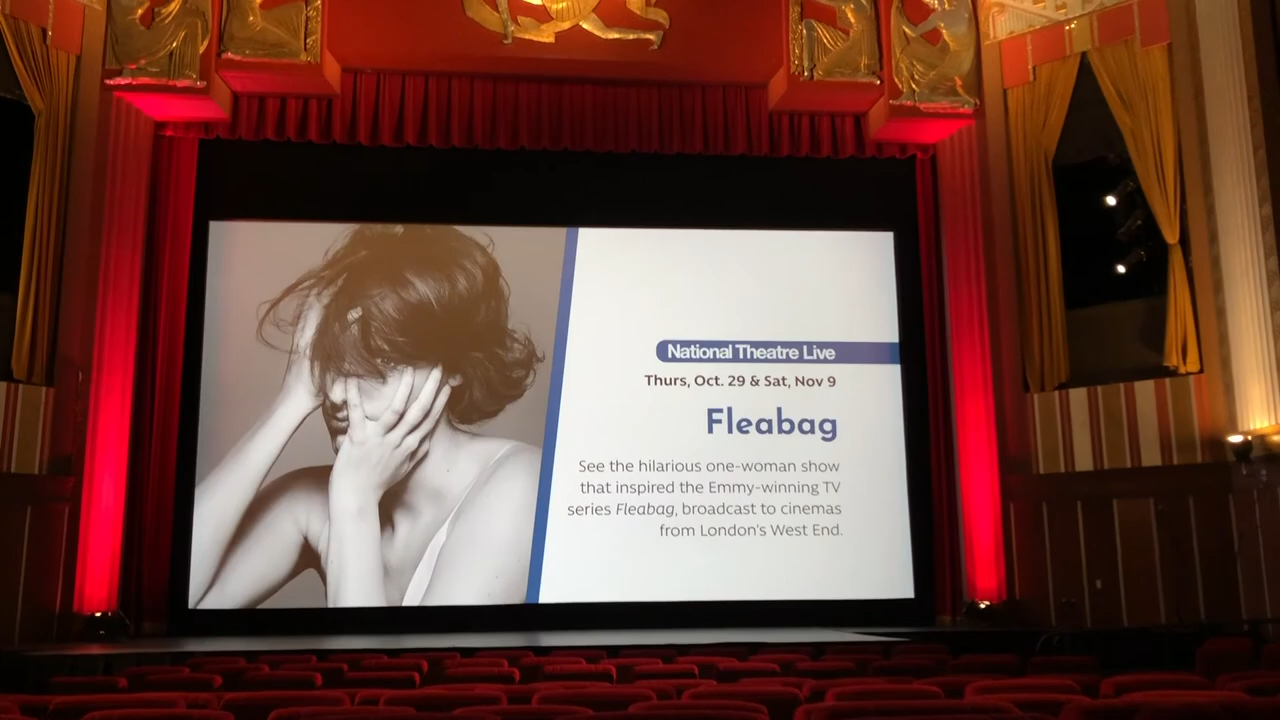 National Theatre Live
Thurs, Oct. 29 & Sat, Nov 9
Fleabag
See the hilarious one-woman show
that inspired the Emmy-winning TV
series Fleabag, broadcast to cinemas
from London's West End.